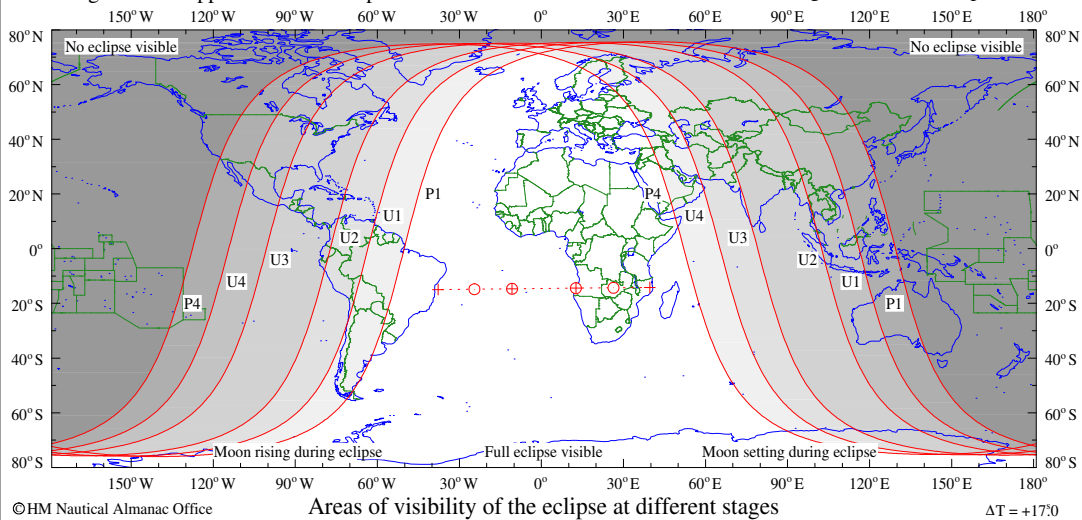 150°W 120°W 90°W 60°W 30°W 0° 30°E 60°E 90°E 120°E 150°E 180°
80°N 80°N
No eclipse visible No eclipse visible
60°N 60°N
40°N 40°N
20°N P1 P4 20°N
U1 U4
U2 U3
0° 0°
U3 U2
U4 U1
P4 P1
20°S 20°S
40°S 40°S
60°S 60°S
Moon rising during eclipse Full eclipse visible Moon setting during eclipse
80°S 80°S
150°W 120°W 90°W 60°W 30°W 0° 30°E 60°E 90°E 120°E 150°E 180°
©HM Nautical Almanac Office Areas of visibility of the eclipse at different stages ΔT = +17ˢ.0